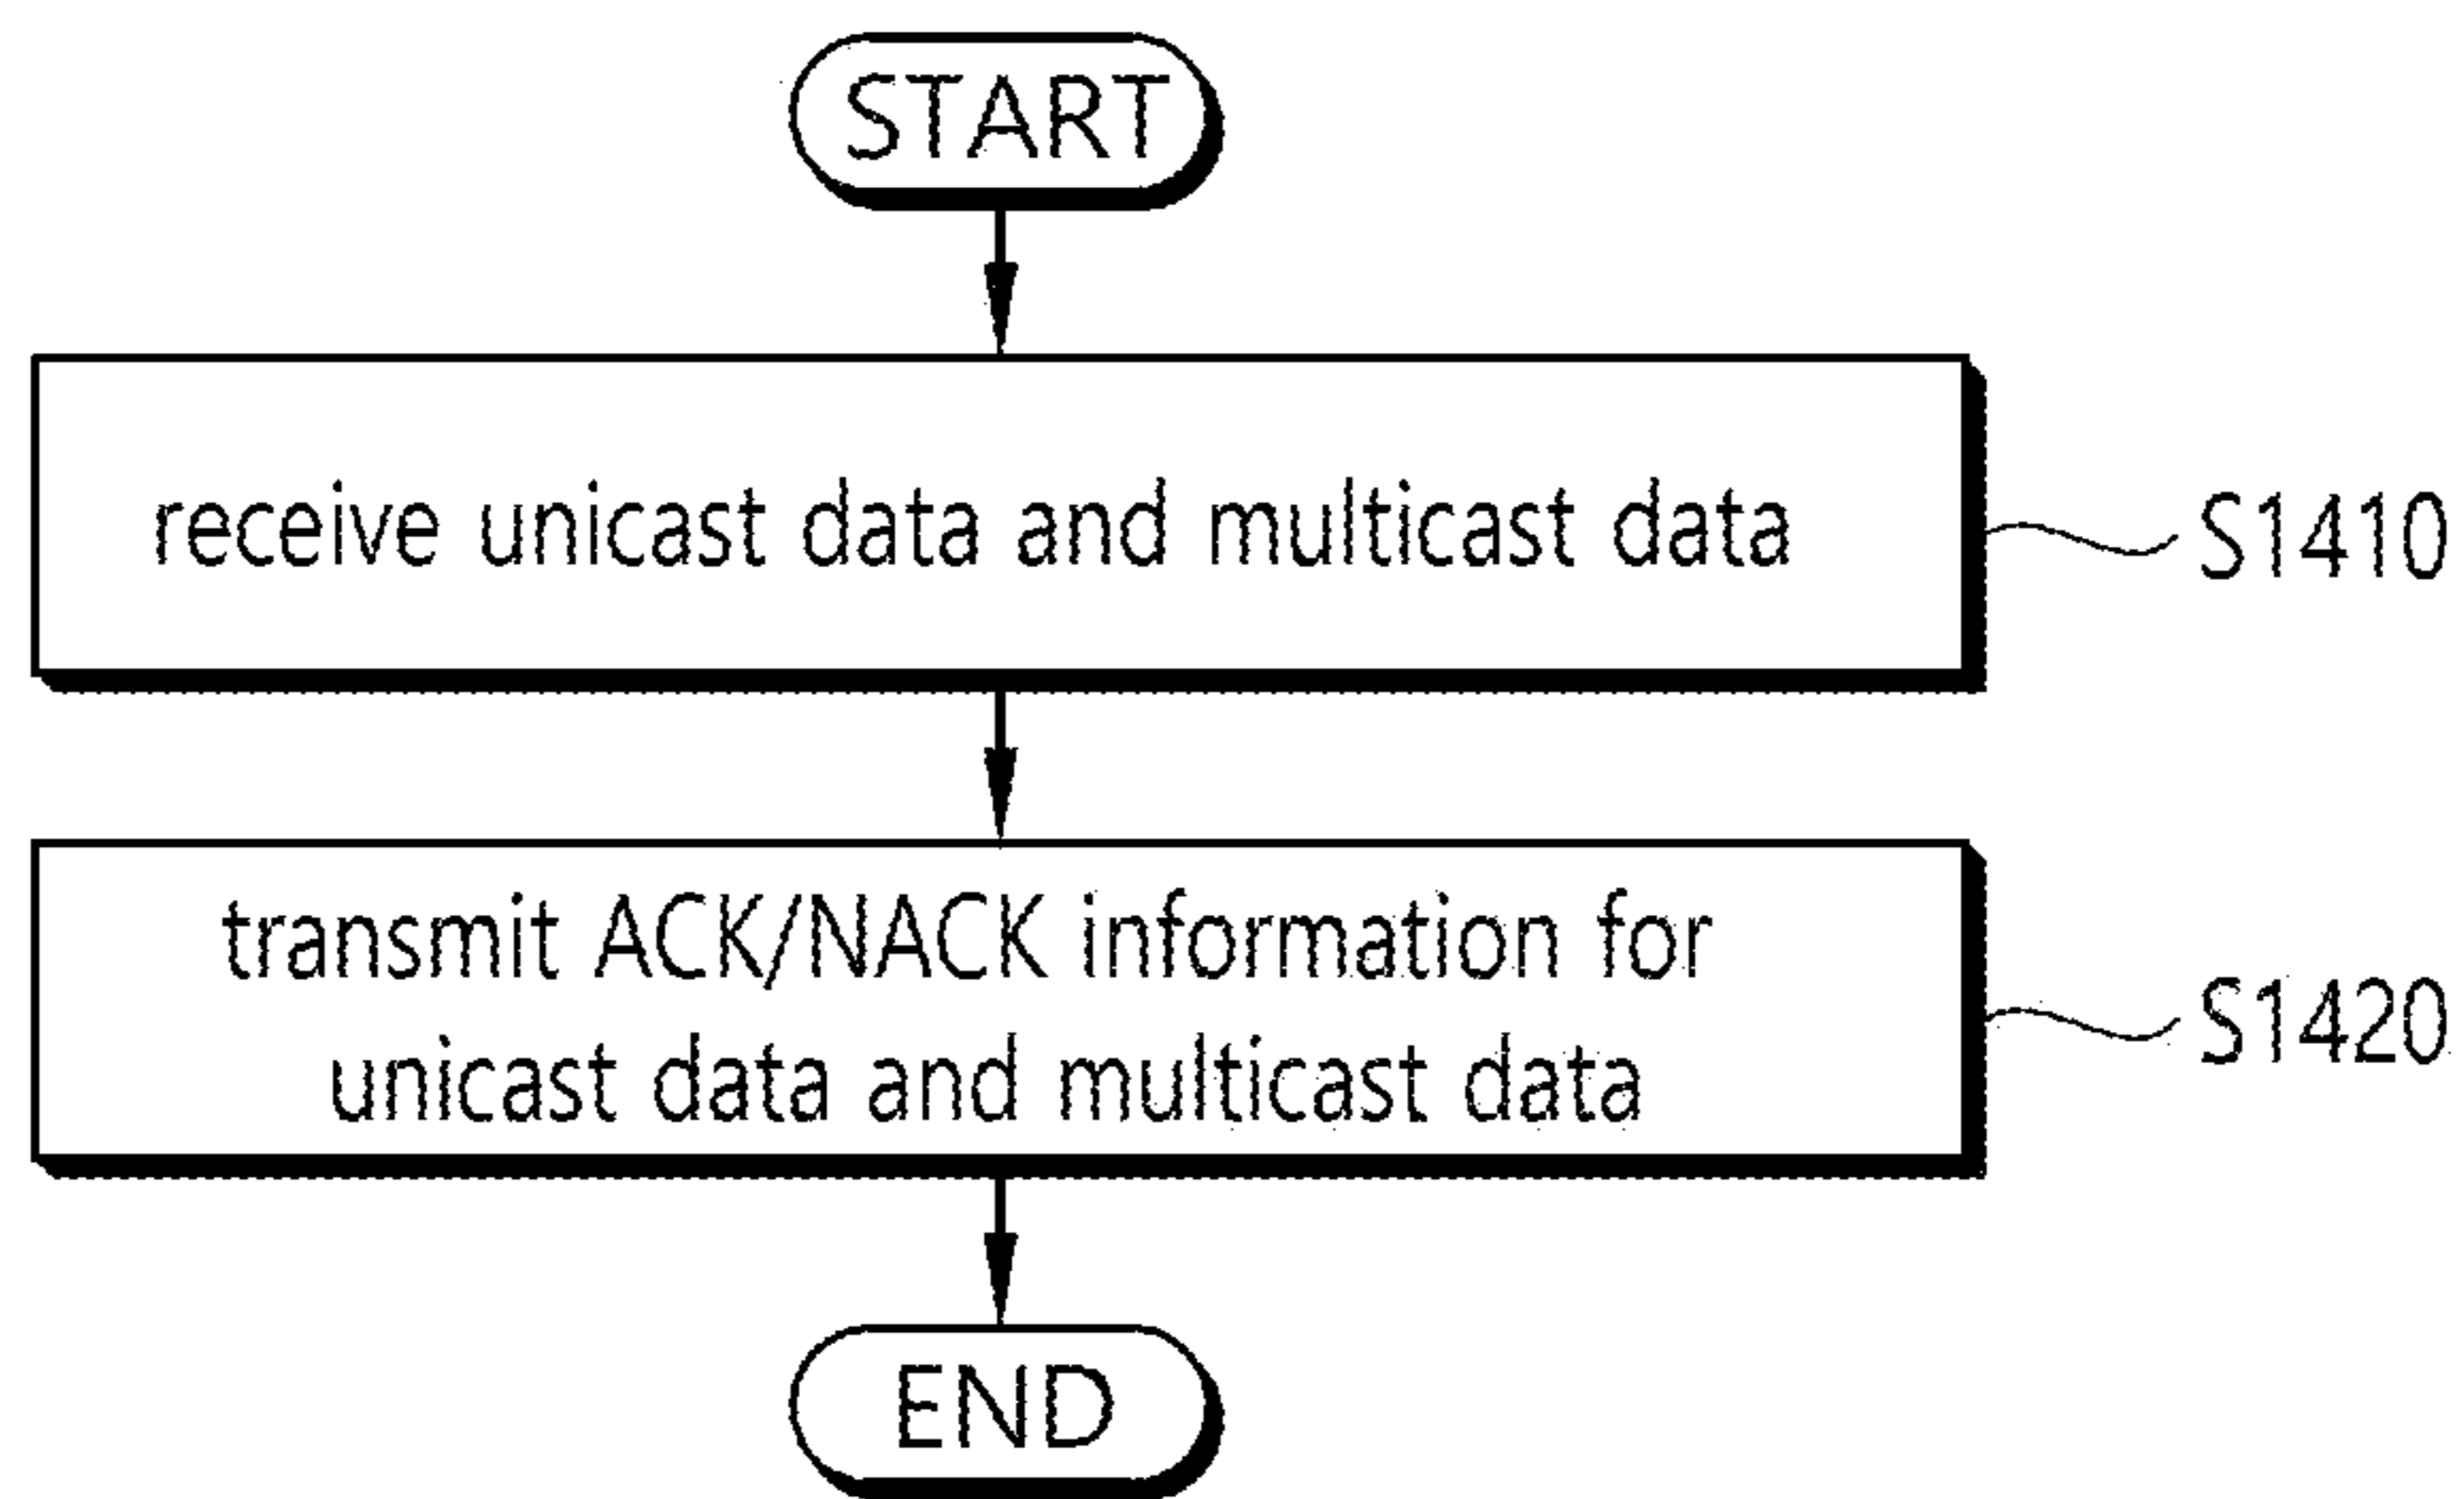 START
receive unicast data and multicast data
S1410
transmit ACK/NACK information for
unicast data and multicast data
S1420
END